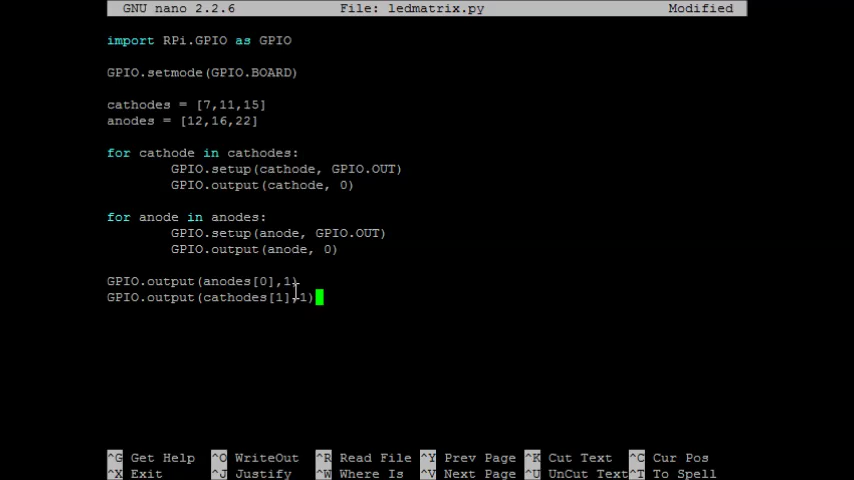 GNU nano 2.2.6 File: ledmatrix.py Modified
import RPi.GPIO as GPIO
GPIO.setmode(GPIO.BOARD)
cathodes = [7,11,15]
anodes = [12,16,22]
for cathode in cathodes:
GPIO.setup(cathode, GPIO.OUT)
GPIO.output(cathode, 0)
for anode in anodes:
GPIO.setup(anode, GPIO.OUT)
GPIO.output(anode, 0)
GPIO.output(anodes[0],1)
GPIO.output(cathodes[1],1)
^G Get Help ^O WriteOut ^R Read File ^Y Prev Page ^K Cut Text ^C Cur Pos
^X Exit ^J Justify ^W Where Is ^V Next Page ^U UnCut Text ^T To Spell